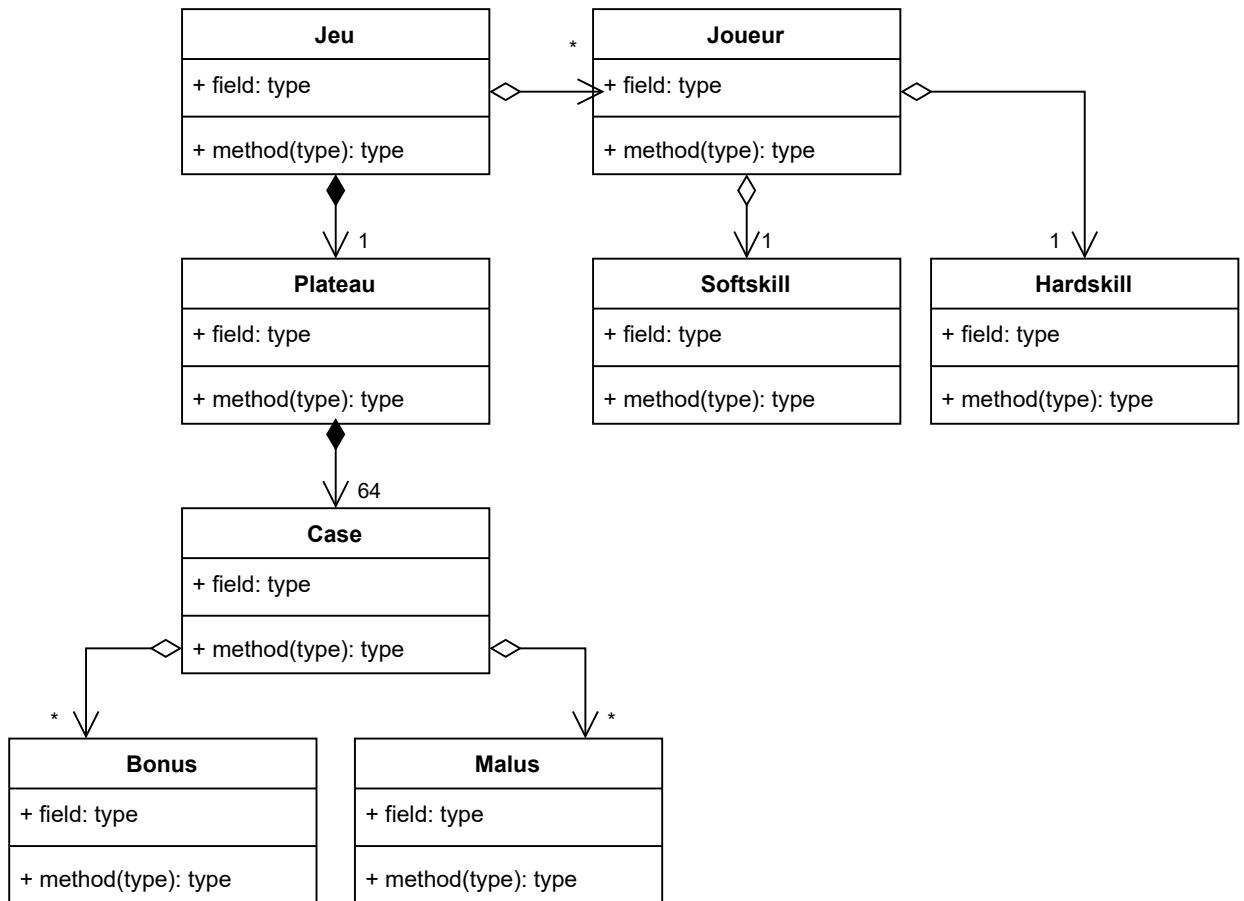 Jeu
+ field: type
+ method(type): type
*
Joueur
+ field: type
+ method(type): type
1
1
1
Plateau
+ field: type
+ method(type): type
Softskill
+ field: type
+ method(type): type
Hardskill
+ field: type
+ method(type): type
64
Case
+ field: type
+ method(type): type
*
*
Bonus
+ field: type
+ method(type): type
Malus
+ field: type
+ method(type): type